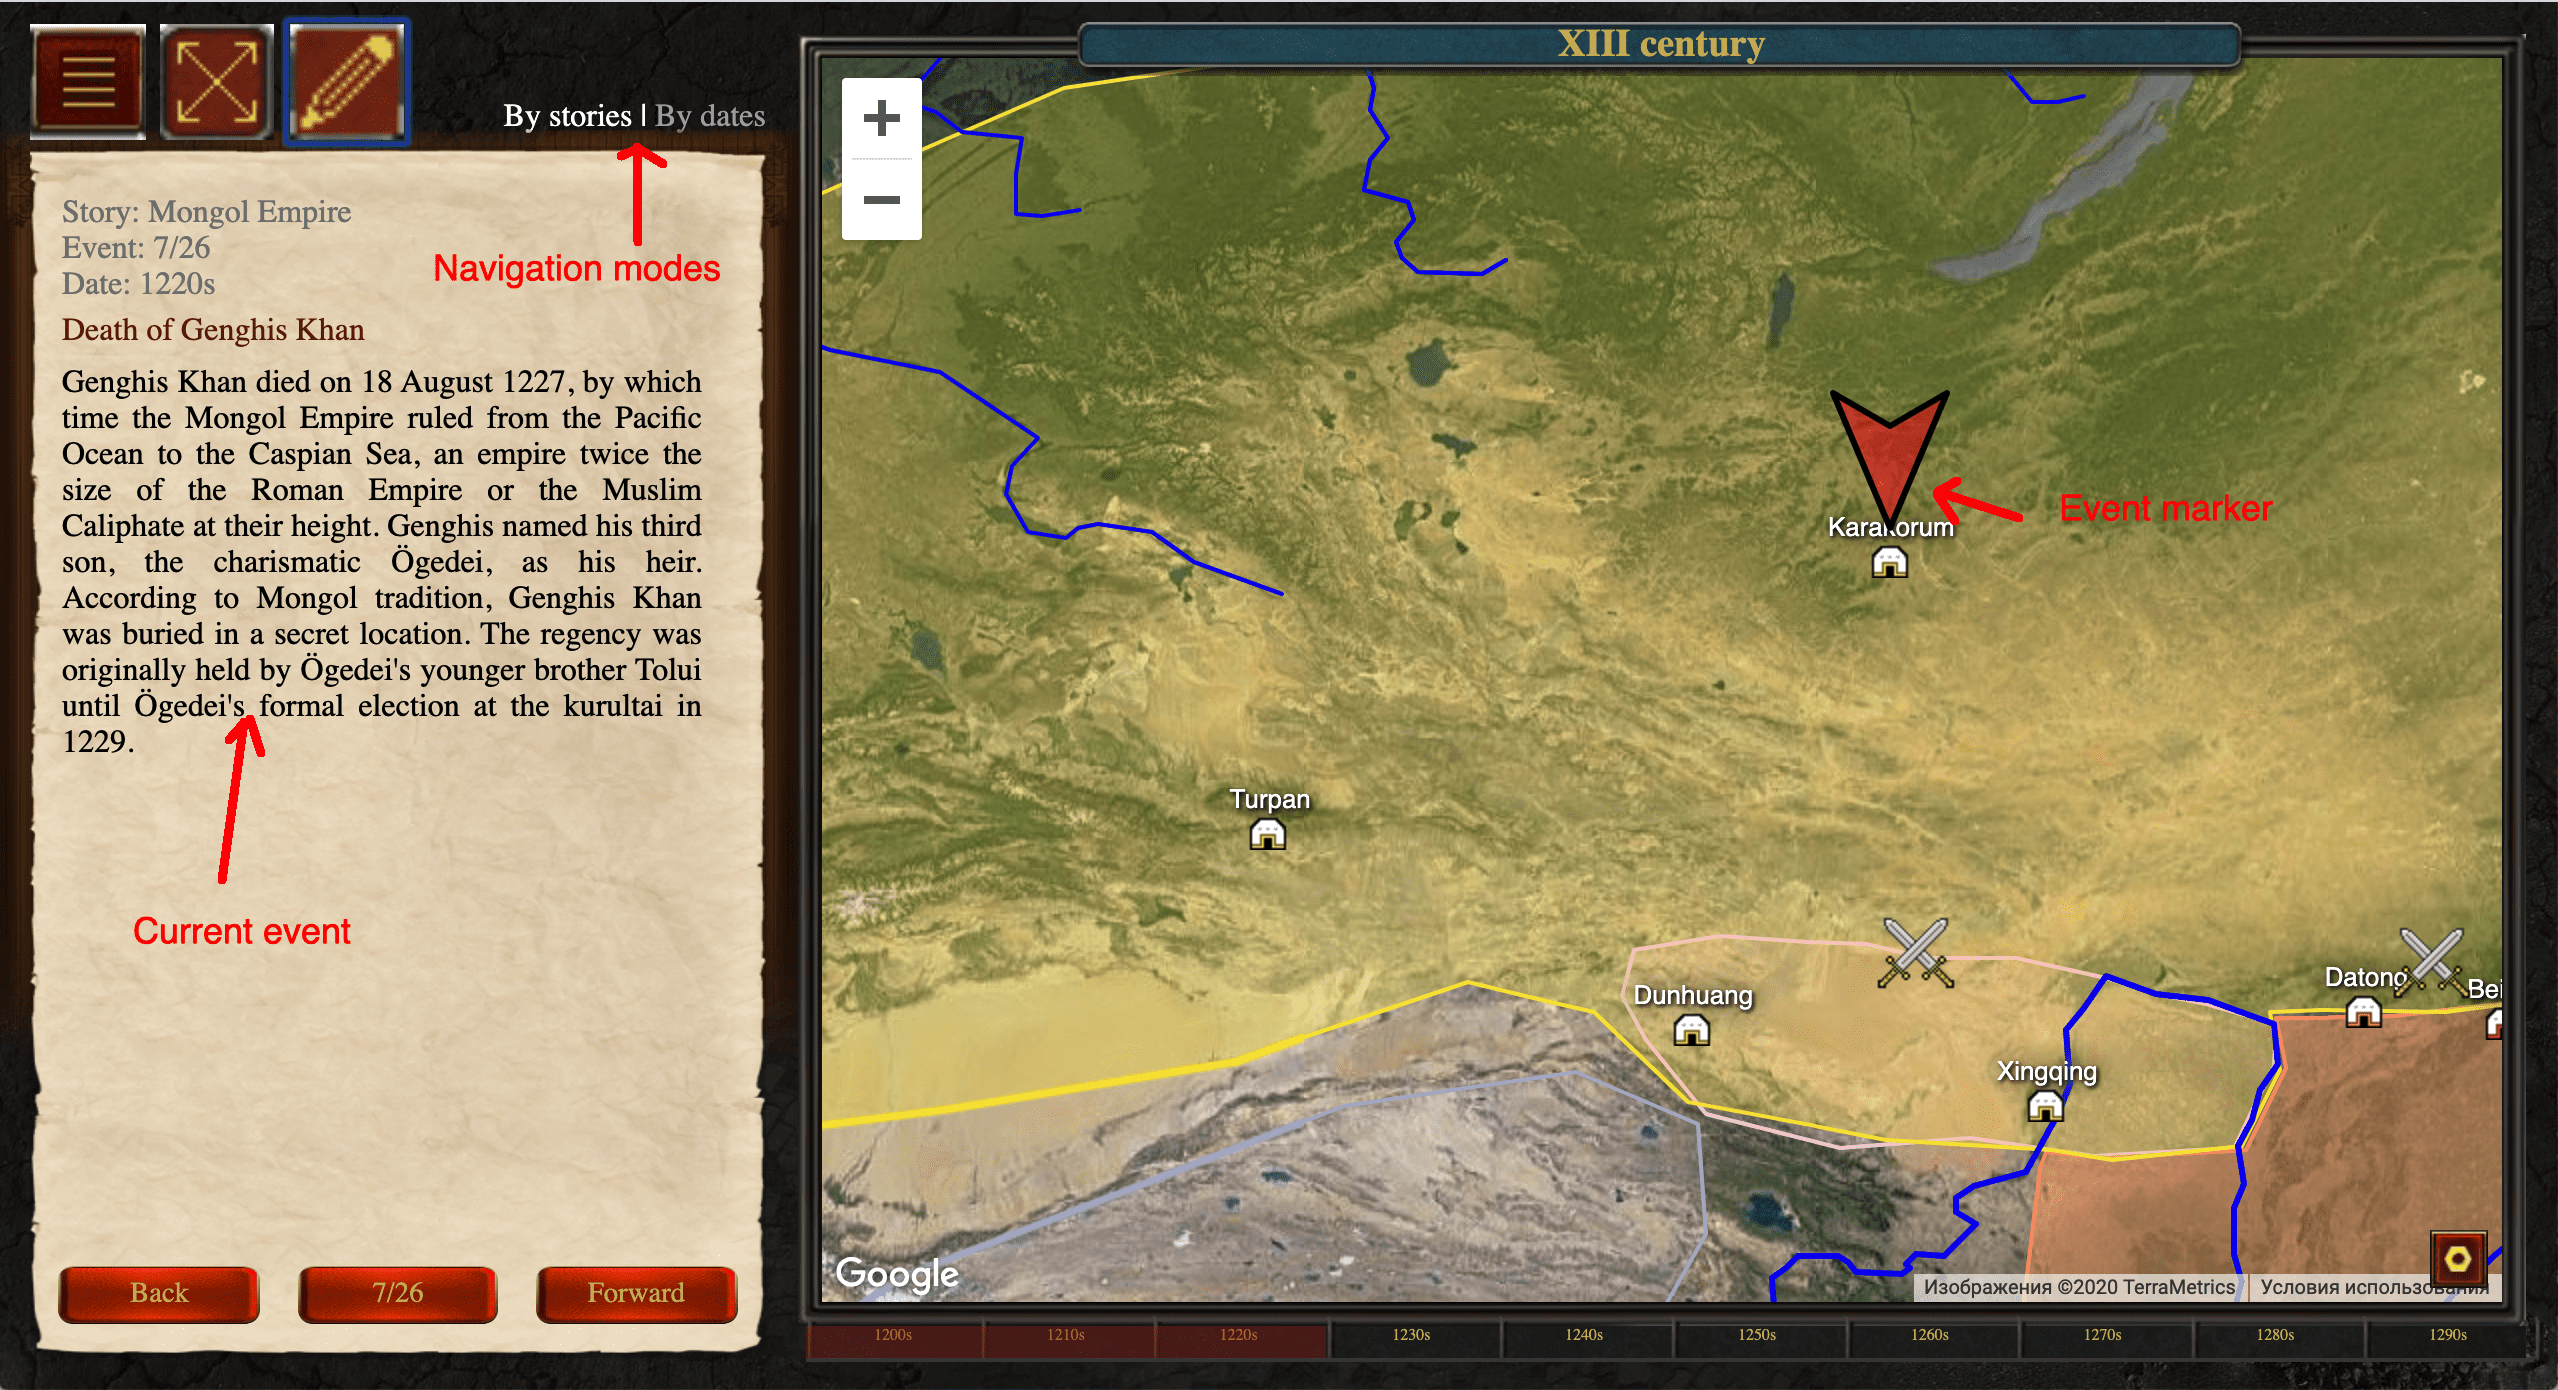 XIII century
By stories | By dates
Navigation modes
Story: Mongol Empire
Event: 7/26
Date: 1220s
Death of Genghis Khan
Genghis Khan died on 18 August 1227, by which
time the Mongol Empire ruled from the Pacific
Ocean to the Caspian Sea, an empire twice the
size of the Roman Empire or the Muslim
Caliphate at their height. Genghis named his third
son, the charismatic Ögedei, as his heir.
According to Mongol tradition, Genghis Khan
was buried in a secret location. The regency was
originally held by Ögedei's younger brother Tolui
until Ögedei's formal election at the kurultai in
1229.
Current event
Back
7/26
Forward
Event marker
Karakorum
Turpan
Dunhuang
Xingqing
Datong
Bei
Google
Изображения ©2020 TerraMetrics
Условия использования
1200s
1210s
1220s
1230s
1240s
1250s
1260s
1270s
1280s
1290s